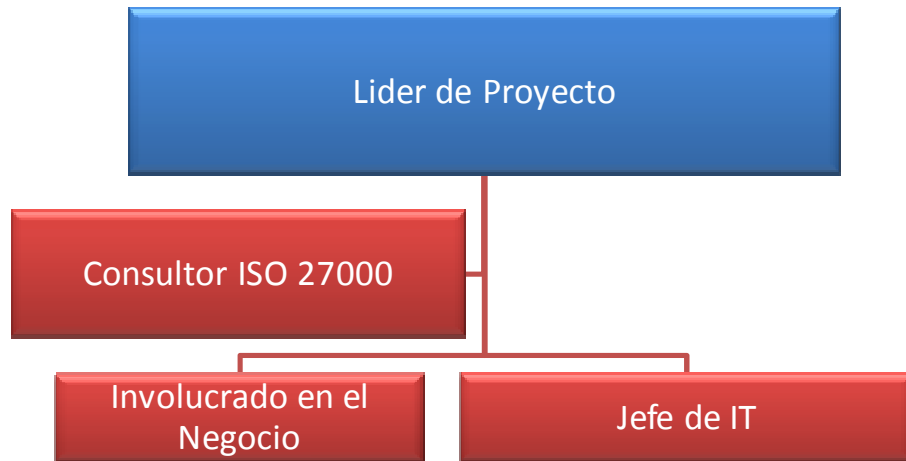 Lider de Proyecto
Consultor ISO 27000
Involucrado en el
Negocio
Jefe de IT